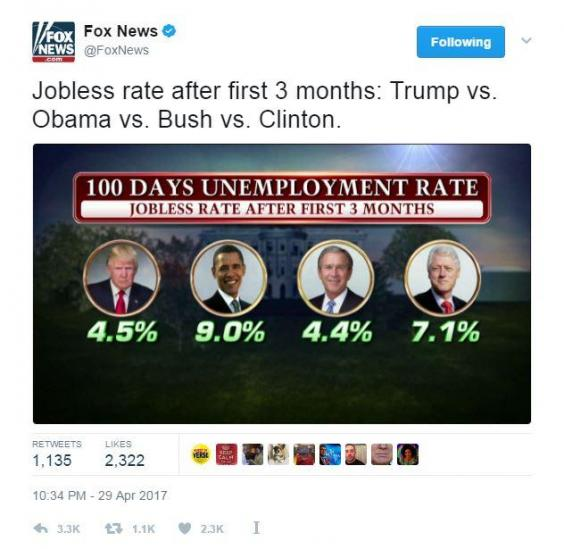 FOX
NEWS
.com
Fox News
@FoxNews
Following
Jobless rate after first 3 months: Trump vs.
Obama vs. Bush vs. Clinton.
100 DAYS UNEMPLOYMENT RATE
JOBLESS RATE AFTER FIRST 3 MONTHS
4.5% 9.0% 4.4% 7.1%
RETWEETS LIKES
1,135 2,322
10:34 PM - 29 Apr 2017
3.3K 1.1K 2.3K